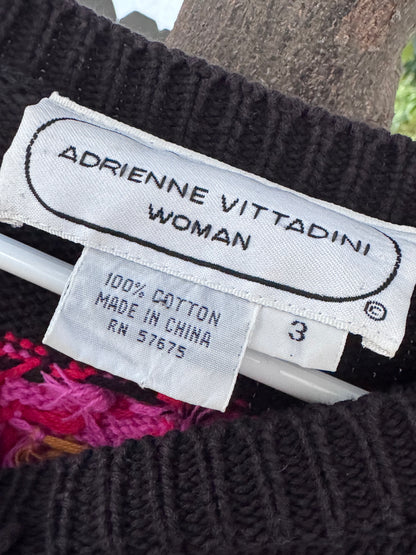 ADRIENNE VITTADINI
WOMAN
©
100% COTTON
MADE IN CHINA
RN 57675
3